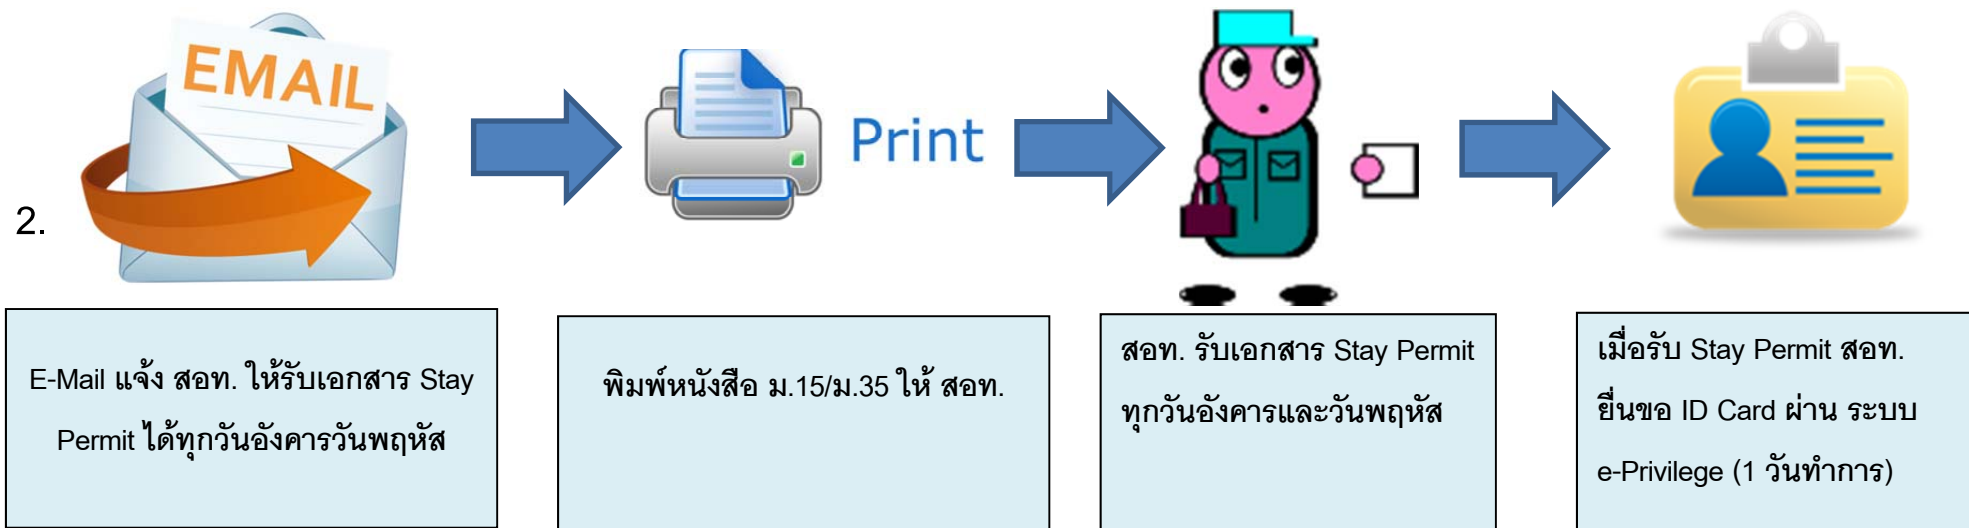 EMAIL
Print
2.
E-Mail แจ้ง สอท. ให้รับเอกสาร Stay
Permit ได้ทุกวันอังคารวันพฤหัส
พิมพ์หนังสือ ม.15/ม.35 ให้ สอท.
สอท. รับเอกสาร Stay Permit
ทุกวันอังคารและวันพฤหัส
เมื่อรับ Stay Permit สอท.
ยื่นขอ ID Card ผ่าน ระบบ
e-Privilege (1 วันทำการ)